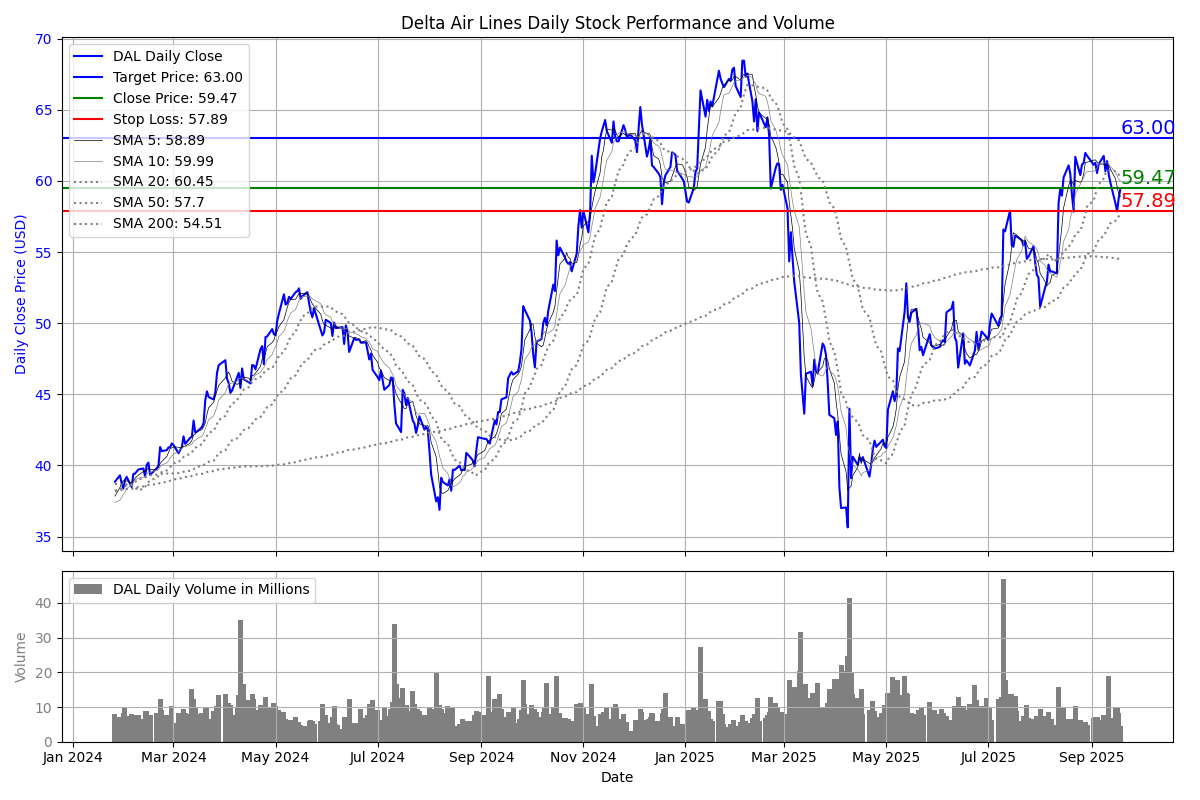 Delta Air Lines Daily Stock Performance and Volume
70
65
60
55
50
45
40
35
Daily Close Price (USD)
DAL Daily Close
Target Price: 63.00
Close Price: 59.47
Stop Loss: 57.89
SMA 5: 58.89
SMA 10: 59.99
SMA 20: 60.45
SMA 50: 57.7
SMA 200: 54.51
63.00
59.47
57.89
DAL Daily Volume in Millions
40
30
20
10
0
Volume
Jan 2024 Mar 2024 May 2024 Jul 2024 Sep 2024 Nov 2024 Jan 2025 Mar 2025 May 2025 Jul 2025 Sep 2025
Date